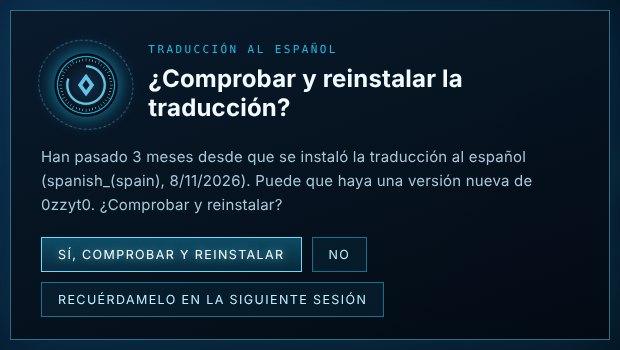 TRADUCCIÓN AL ESPAÑOL
¿Comprobar y reinstalar la
traducción?
Han pasado 3 meses desde que se instaló la traducción al español
(spanish_(spain), 8/11/2026). Puede que haya una versión nueva de
0zzyt0. ¿Comprobar y reinstalar?
SÍ, COMPROBAR Y REINSTALAR
NO
RECUÉRDAMELO EN LA SIGUIENTE SESIÓN